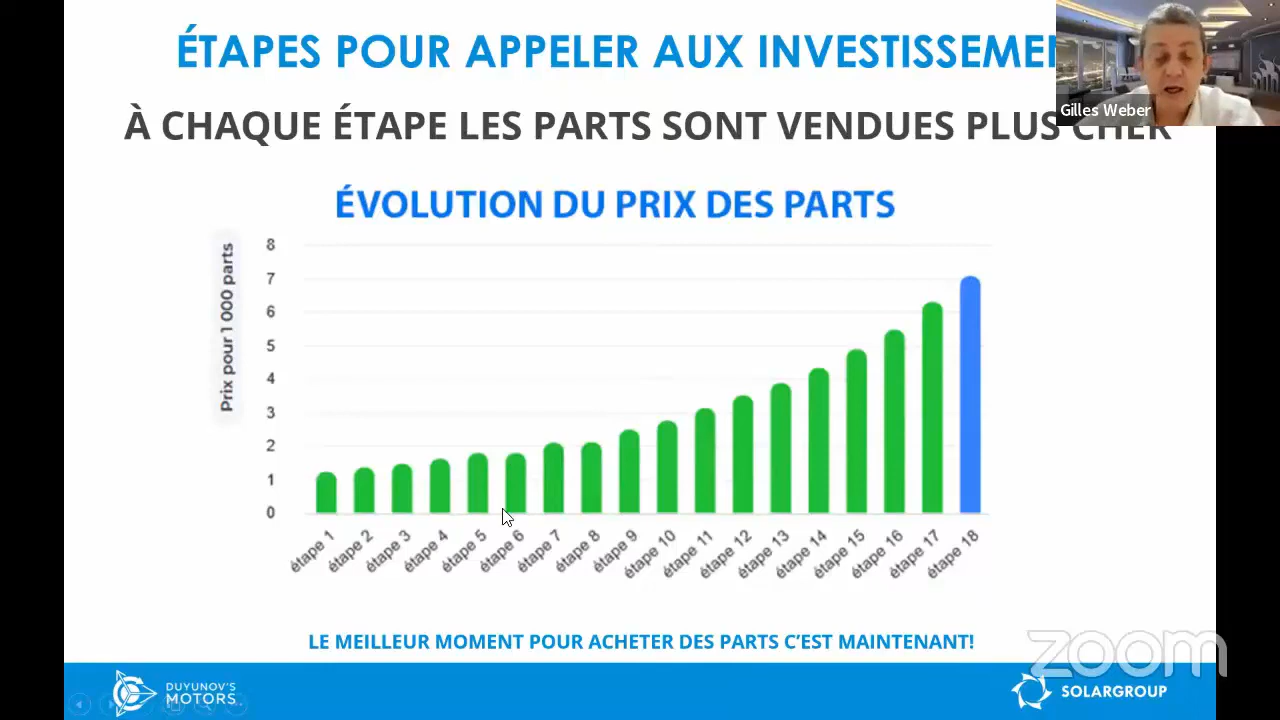 ÉTAPES POUR APPELER AUX INVESTISSEMEN
Gilles Weber
À CHAQUE ÉTAPE LES PARTS SONT VENDUES PLUS CHER
ÉVOLUTION DU PRIX DES PARTS
Prix pour 1 000 parts
8
7
6
5
4
3
2
1
0
étape 1
étape 2
étape 3
étape 4
étape 5
étape 6
étape 7
étape 8
étape 9
étape 10
étape 11
étape 12
étape 13
étape 14
étape 15
étape 16
étape 17
étape 18
LE MEILLEUR MOMENT POUR ACHETER DES PARTS C’EST MAINTENANT!
zoom
DUYUNOV'S
MOTORS
SOLARGROUP